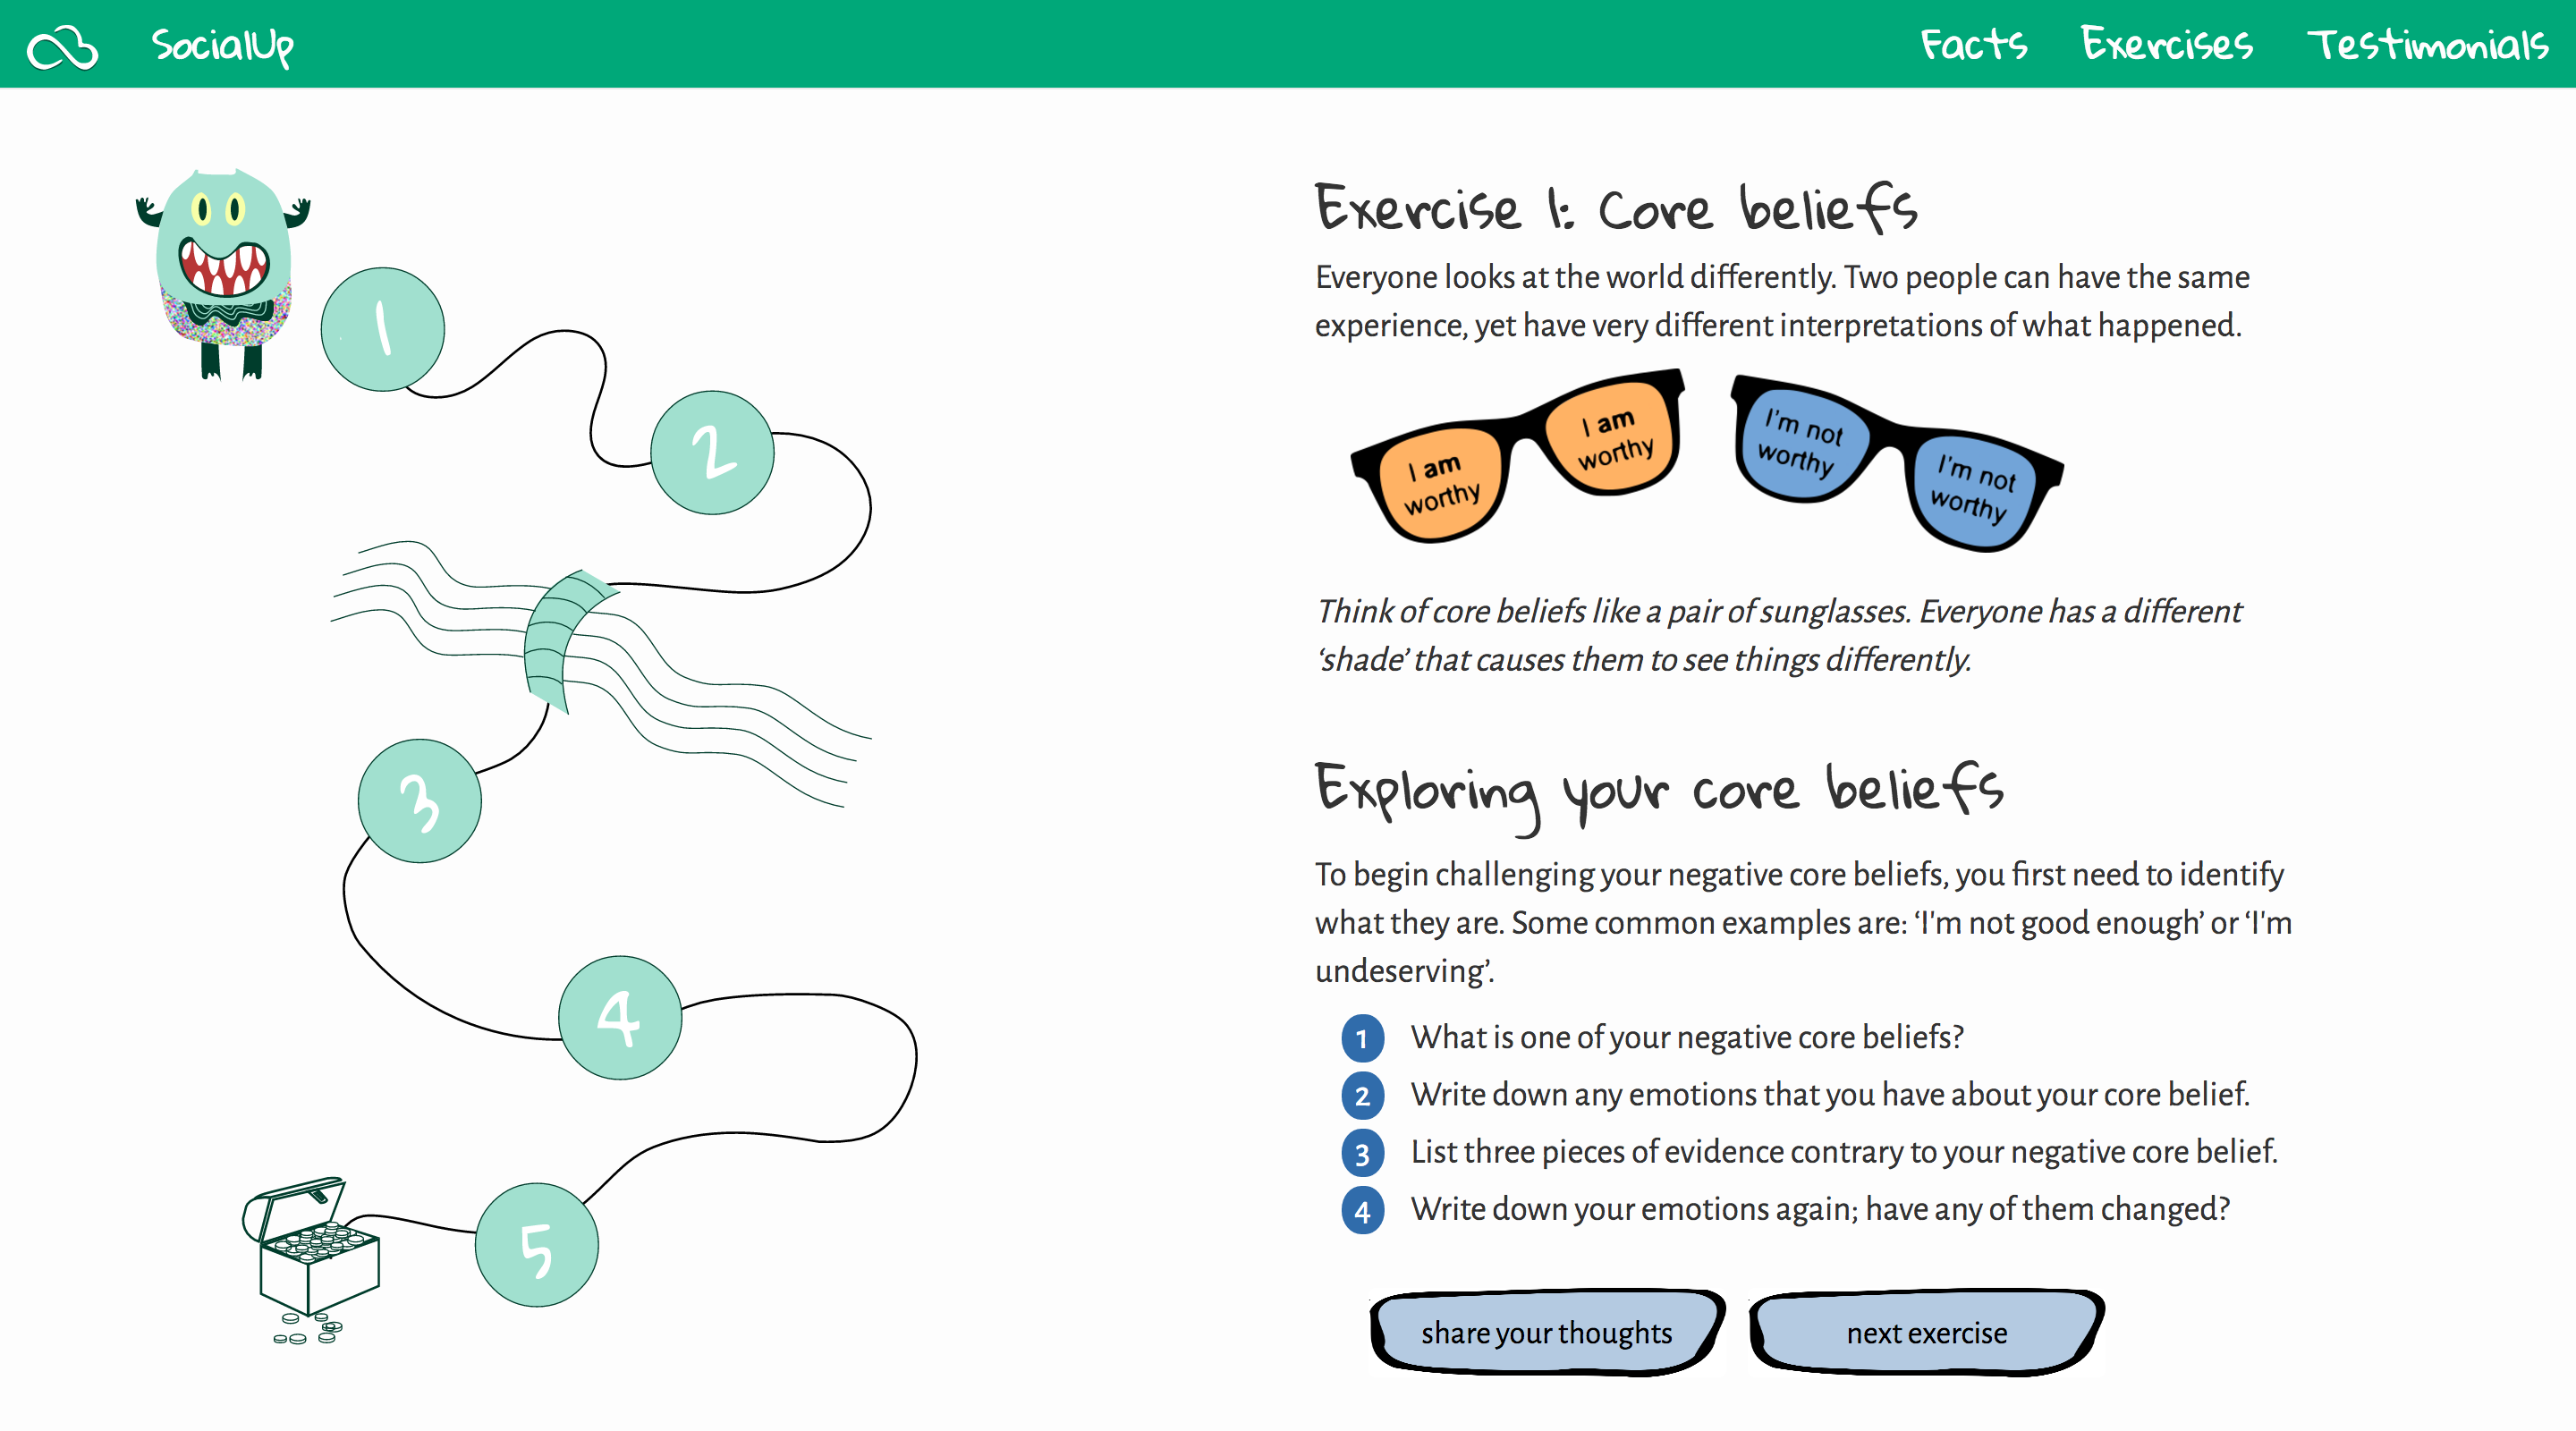 SocialUp
Facts
Exercises
Testimonials
1
2
3
4
5
Exercise 1: Core beliefs
Everyone looks at the world differently. Two people can have the same
experience, yet have very different interpretations of what happened.
I am
worthy
I am
worthy
I'm not
worthy
I'm not
worthy
Think of core beliefs like a pair of sunglasses. Everyone has a different
‘shade’ that causes them to see things differently.
Exploring your core beliefs
To begin challenging your negative core beliefs, you first need to identify
what they are. Some common examples are: ‘I'm not good enough’ or ‘I'm
undeserving’.
1 What is one of your negative core beliefs?
2 Write down any emotions that you have about your core belief.
3 List three pieces of evidence contrary to your negative core belief.
4 Write down your emotions again; have any of them changed?
share your thoughts
next exercise